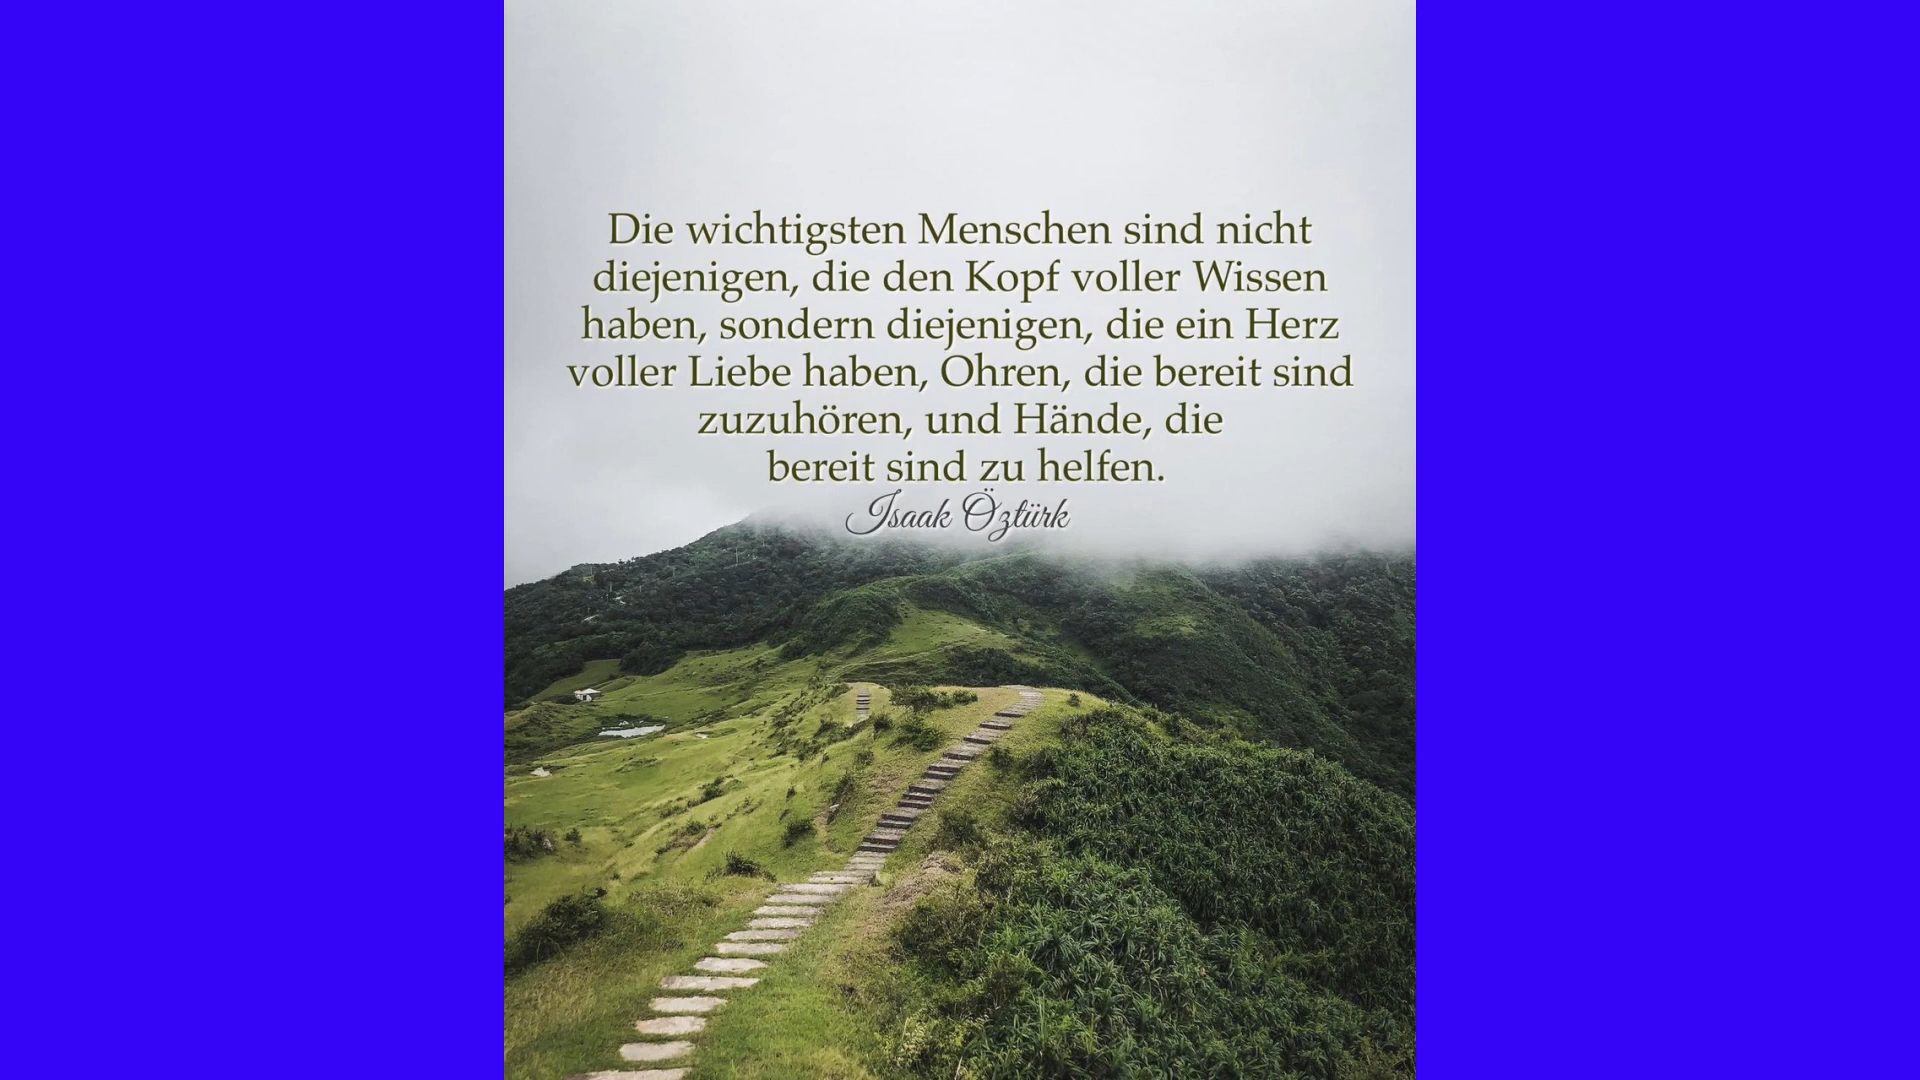 Die wichtigsten Menschen sind nicht
diejenigen, die den Kopf voller Wissen
haben, sondern diejenigen, die ein Herz
voller Liebe haben, Ohren, die bereit sind
zuzuhören, und Hände, die
bereit sind zu helfen.
Isaak Öztürk